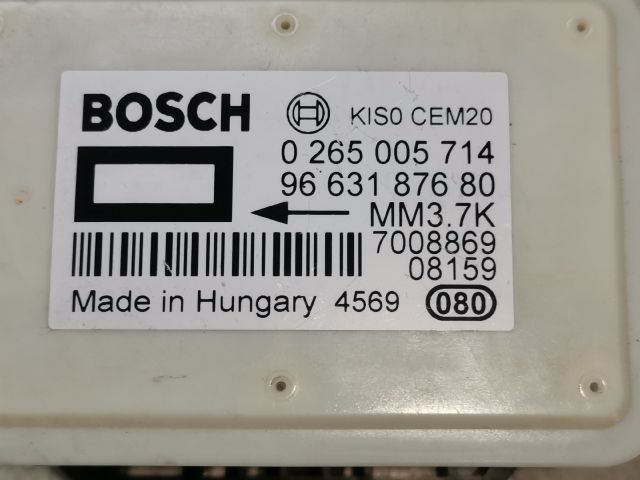 BOSCH KIS0 CEM20
0 265 005 714
96 631 876 80
MM3.7K
7008869
08159
Made in Hungary 4569 080